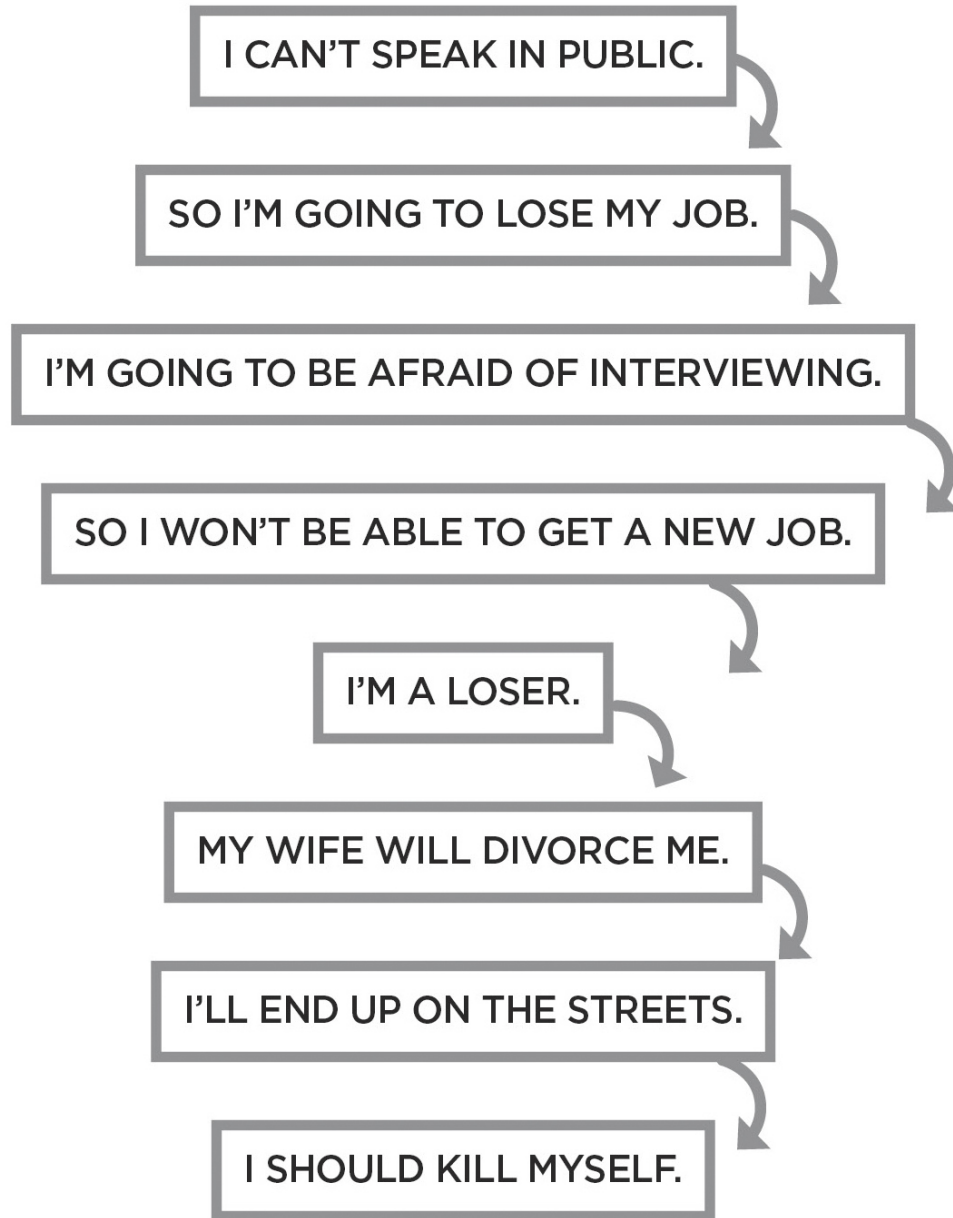 I CAN'T SPEAK IN PUBLIC.
SO I'M GOING TO LOSE MY JOB.
I'M GOING TO BE AFRAID OF INTERVIEWING.
SO I WON'T BE ABLE TO GET A NEW JOB.
I'M A LOSER.
MY WIFE WILL DIVORCE ME.
I'LL END UP ON THE STREETS.
I SHOULD KILL MYSELF.